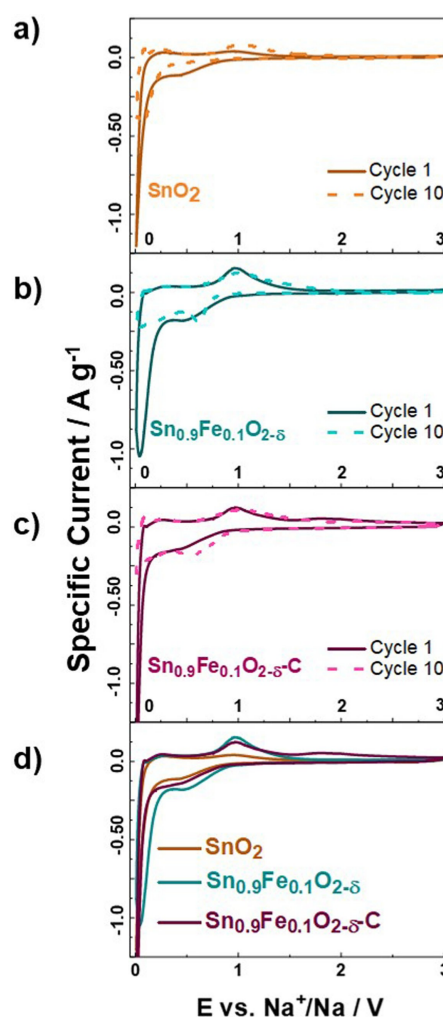 a)
0.0
-0.50
-1.0
SnO₂
Cycle 1
Cycle 10
0 1 2 3
b)
0.0
-0.50
-1.0
Sn₀.₉Fe₀.₁O₂₋δ
Cycle 1
Cycle 10
0 1 2 3
c)
0.0
-0.50
-1.0
Sn₀.₉Fe₀.₁O₂₋δ-C
Cycle 1
Cycle 10
0 1 2 3
d)
0.0
-0.50
-1.0
SnO₂
Sn₀.₉Fe₀.₁O₂₋δ
Sn₀.₉Fe₀.₁O₂₋δ-C
0 1 2 3
Specific Current / A g⁻¹
E vs. Na⁺/Na / V